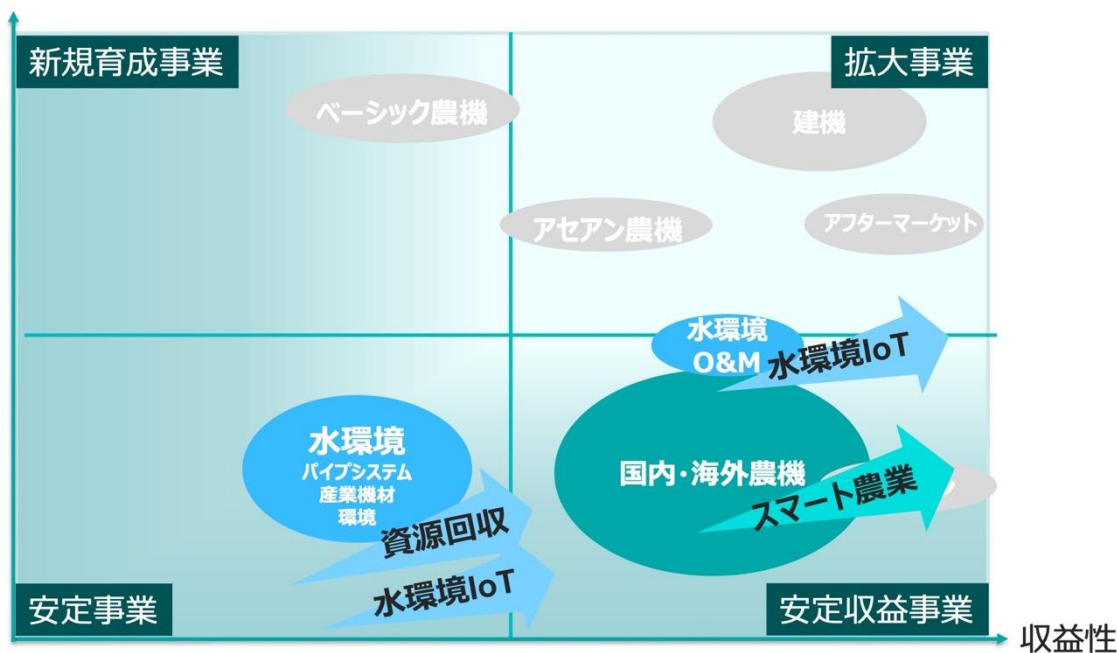 新規育成事業
拡大事業
ベーシック農機
建機
アセアン農機
アフターマーケット
水環境
O&M
水環境IoT
水環境
パイプシステム
産業機材
環境
国内・海外農機
スマート農業
資源回収
水環境IoT
安定事業
安定収益事業
収益性